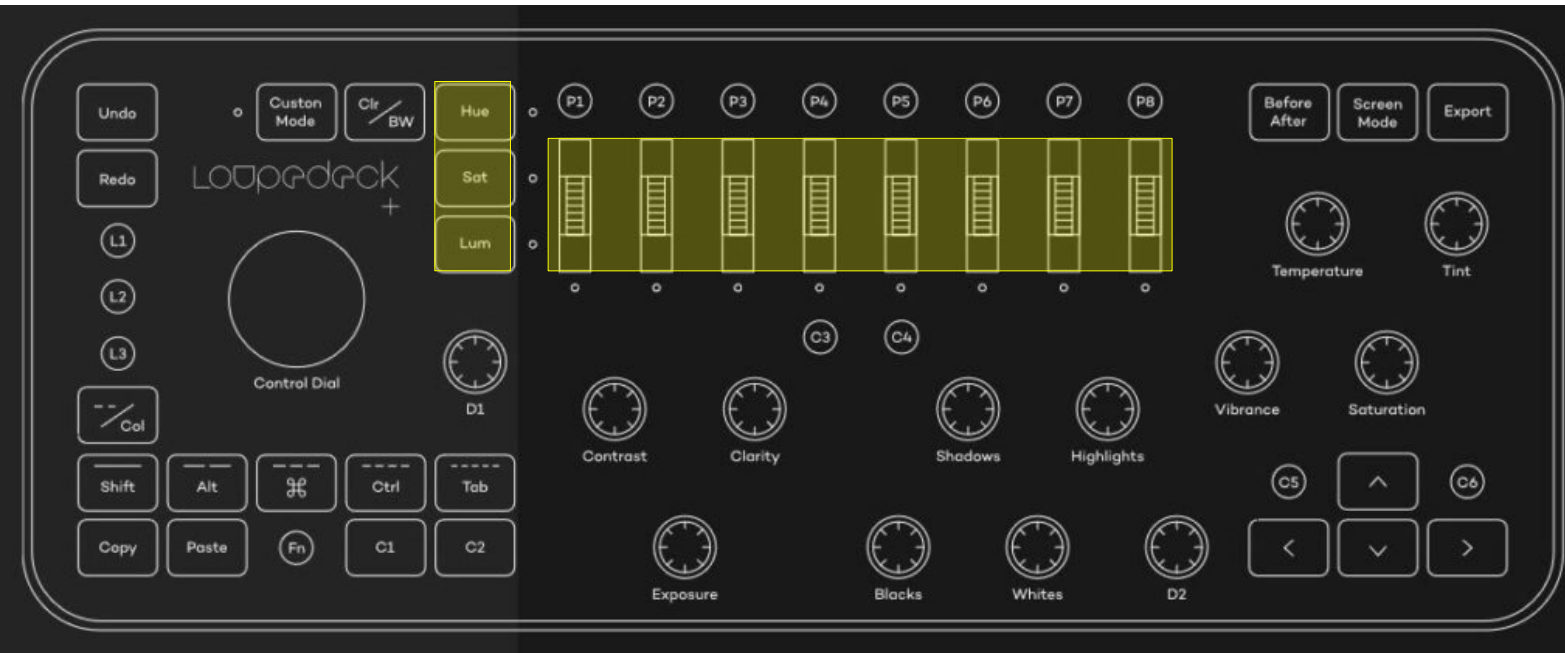 Undo
Custon
Mode
Clr/BW
Hue
P1 P2 P3 P4 P5 P6 P7 P8
Before
After
Screen
Mode
Export
Redo
LOUPEDECK
+
Sat
L1
Lum
Temperature
Tint
L2
C3 C4
L3
Control Dial
D1
Vibrance
Saturation
--/Col
Contrast
Clarity
Shadows
Highlights
Shift
Alt
⌘
Ctrl
Tab
C5
^
C6
Copy
Paste
Fn
C1
C2
<
>
Exposure
Blacks
Whites
D2